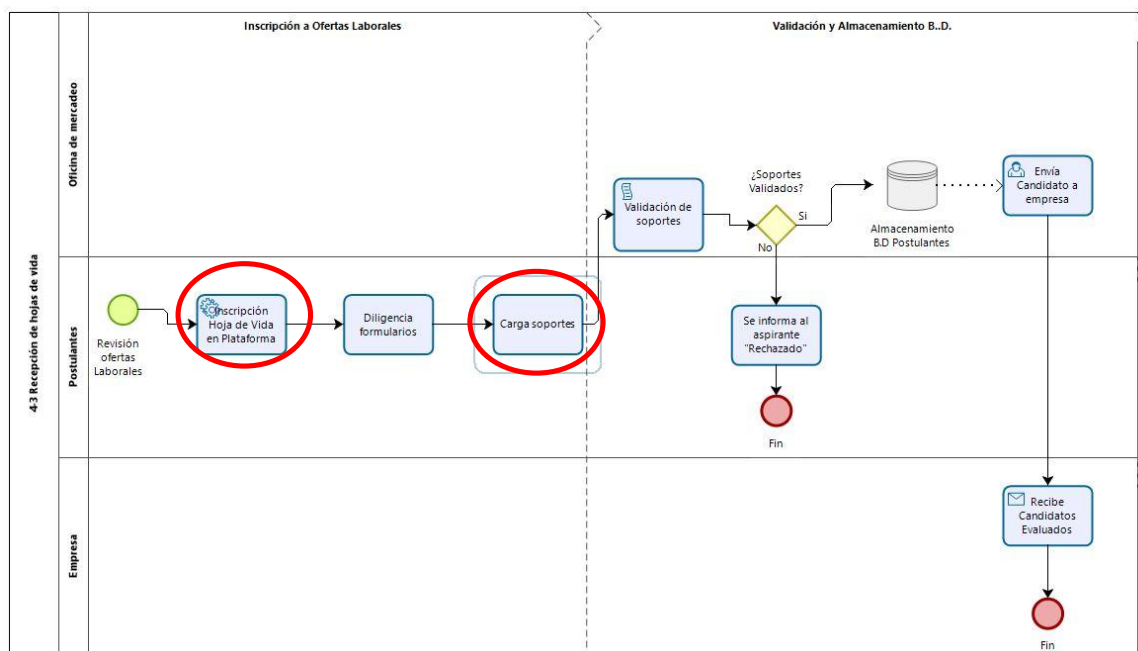 Inscripción a Ofertas Laborales
Validación y Almacenamiento B..D.
4-3 Recepción de hojas de vida
Oficina de mercadeo
¿Soportes
Validados?
Validación de
soportes
Si
No
Almacenamiento
B.D Postulantes
Envía
Candidato a
empresa
Postulantes
Revisión
ofertas
Laborales
Inscripción
Hoja de Vida
en Plataforma
Diligencia
formularios
Carga soportes
Se informa al
aspirante
"Rechazado"
Fin
Empresa
Recibe
Candidatos
Evaluados
Fin